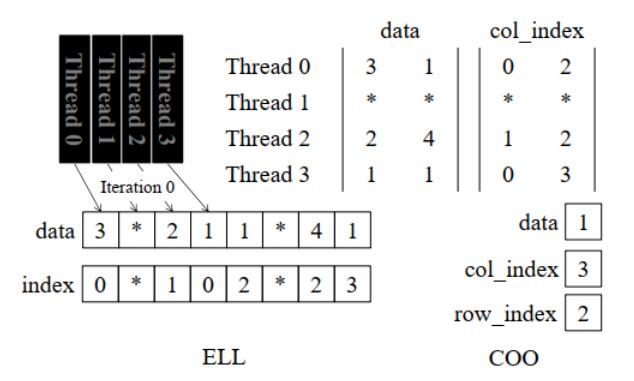 data col_index
Thread 0 3 1 0 2
Thread 1 * * * *
Thread 2 2 4 1 2
Thread 3 1 1 0 3
Thread 0
Thread 1
Thread 2
Thread 3
Iteration 0
data 3 * 2 1 1 * 4 1
index 0 * 1 0 2 * 2 3
ELL
data 1
col_index 3
row_index 2
COO